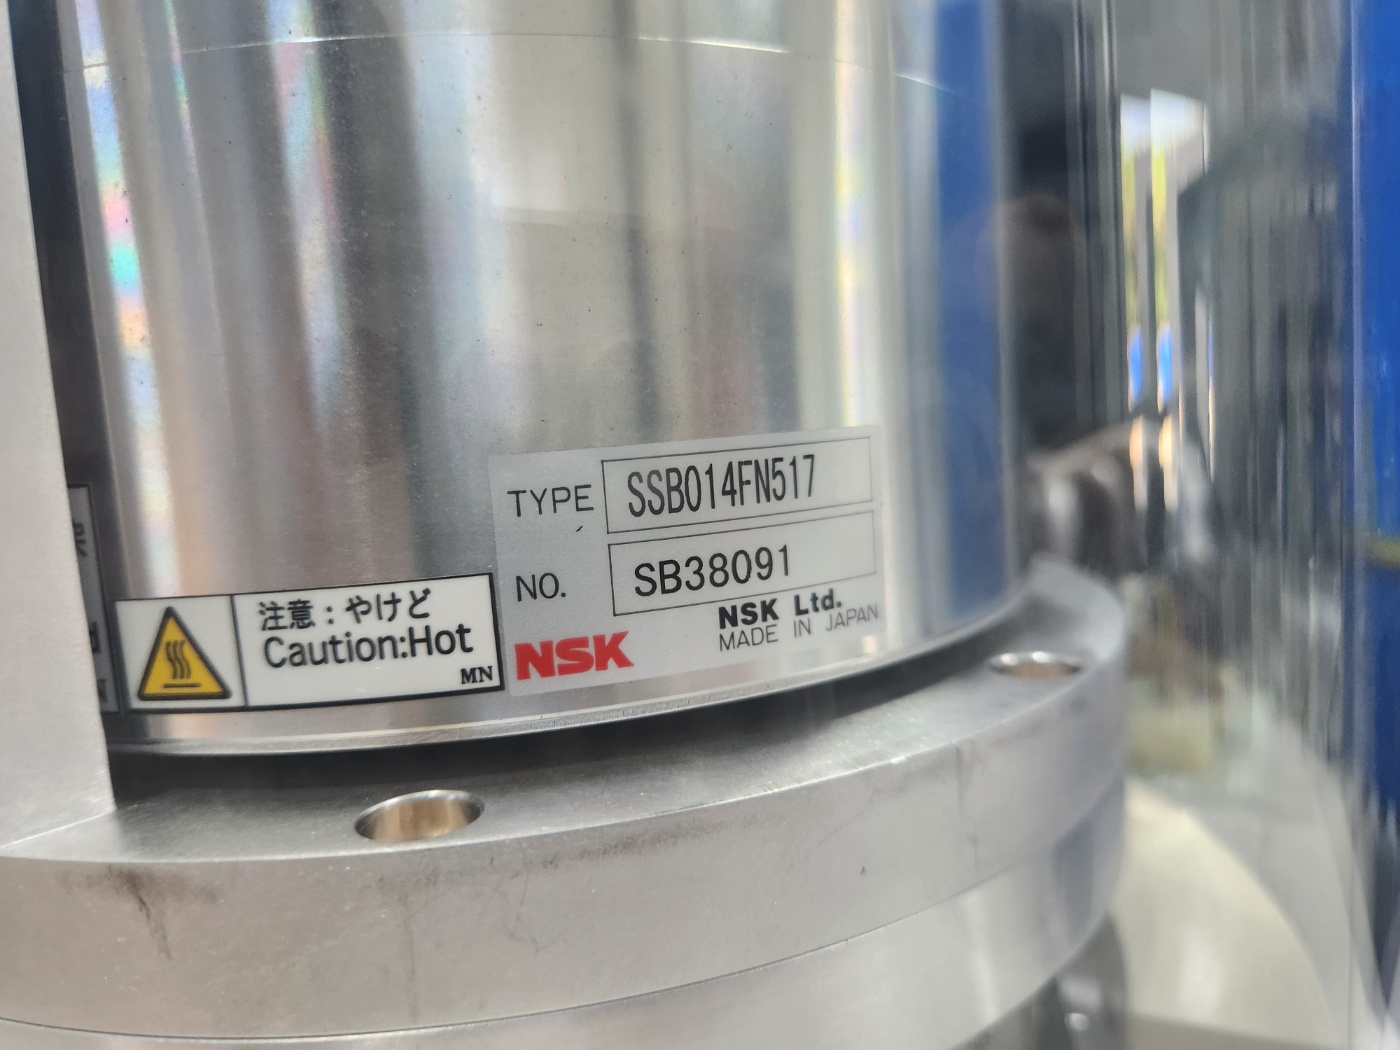 TYPE SSB014FN517
NO. SB38091
NSK Ltd.
MADE IN JAPAN
NSK
注意：やけど
Caution:Hot
MN